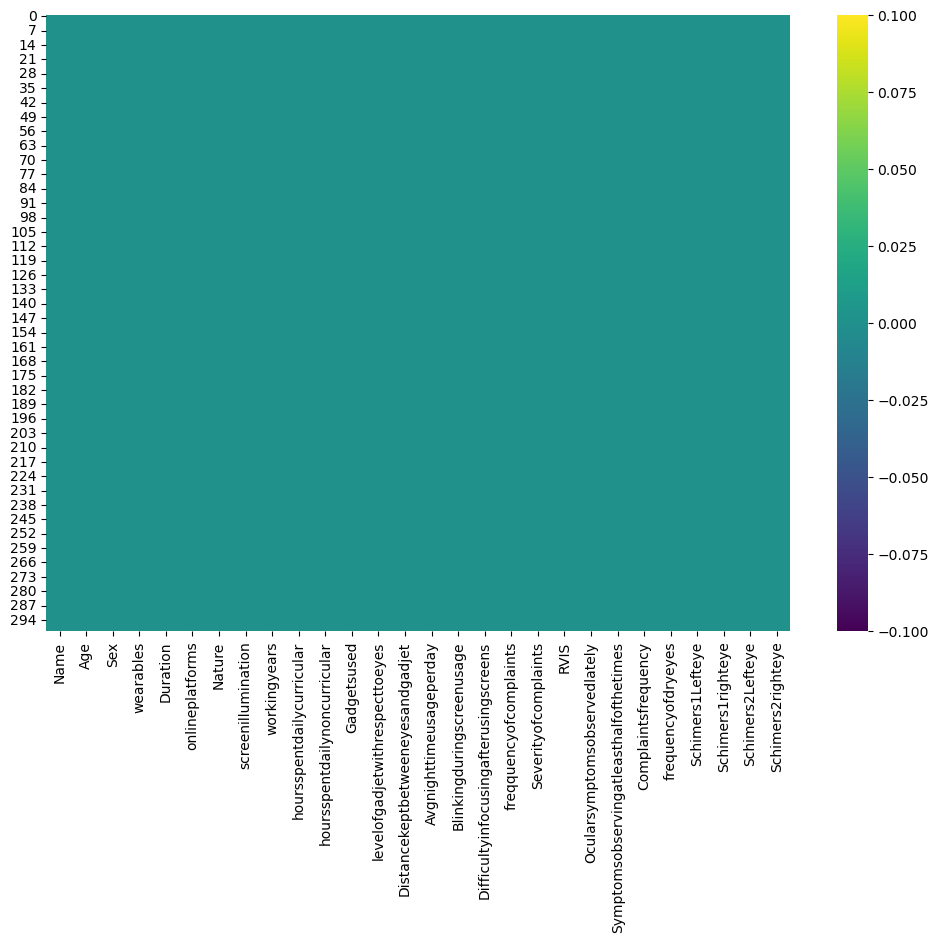 0
7
14
21
28
35
42
49
56
63
70
77
84
91
98
105
112
119
126
133
140
147
154
161
168
175
182
189
196
203
210
217
224
231
238
245
252
259
266
273
280
287
294
Name
Age
Sex
wearables
Duration
onlineplatforms
Nature
screenillumination
workingyears
hoursspentdailycurricular
hoursspentdailynoncurricular
Gadgetsused
levelofgadjetwithrespecttoeyes
Distancekeptbetweeneyesandgadjet
Avgnighttimeusageperday
Blinkingduringscreenusage
Difficultyinfocusingafterusingscreens
freqquencyofcomplaints
Severityofcomplaints
RVIS
Ocularsymptomsobservedlately
Symptomsobservingatleasthalfofthetimes
Complaintsfrequency
frequencyofdryeyes
Schimers1Lefteye
Schimers1righteye
Schimers2Lefteye
Schimers2righteye
0.100
0.075
0.050
0.025
0.000
−0.025
−0.050
−0.075
−0.100